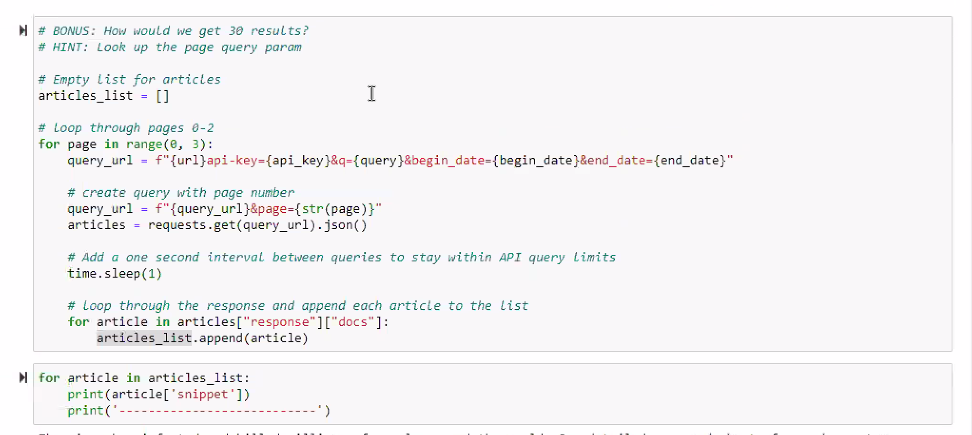 # BONUS: How would we get 30 results?
# HINT: Look up the page query param
# Empty list for articles
articles_list = []
# loop through pages 0-2
for page in range(0, 3):
query_url = f"{url}api-key={api_key}&q={query}&begin_date={begin_date}&end_date={end_date}"
# create query with page number
query_url = f"{query_url}&page={str(page)}"
articles = requests.get(query_url).json()
# Add a one second interval between queries to stay within API query limits
time.sleep(1)
# loop through the response and append each article to the list
for article in articles["response"]["docs"]:
articles_list.append(article)
for article in articles_list:
print(article['snippet'])
print('---------------------------')